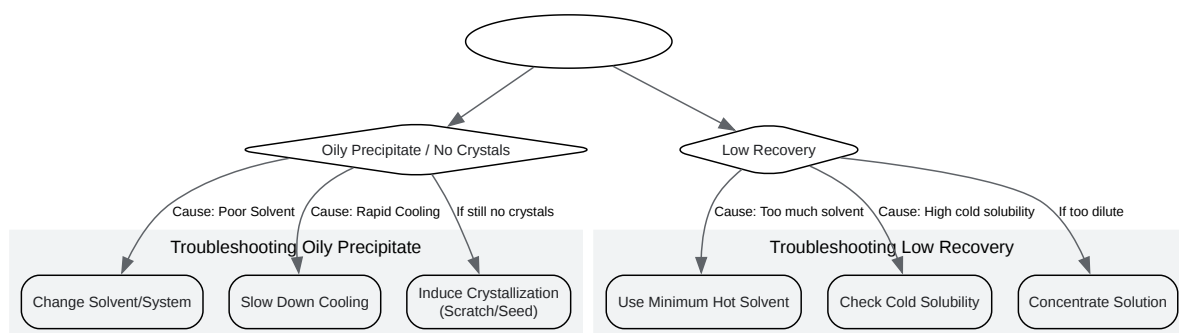 Oily Precipitate / No Crystals
Low Recovery
Cause: Poor Solvent
Cause: Rapid Cooling
If still no crystals
Cause: Too much solvent
Cause: High cold solubility
If too dilute
Troubleshooting Oily Precipitate
Troubleshooting Low Recovery
Change Solvent/System
Slow Down Cooling
Induce Crystallization
(Scratch/Seed)
Use Minimum Hot Solvent
Check Cold Solubility
Concentrate Solution